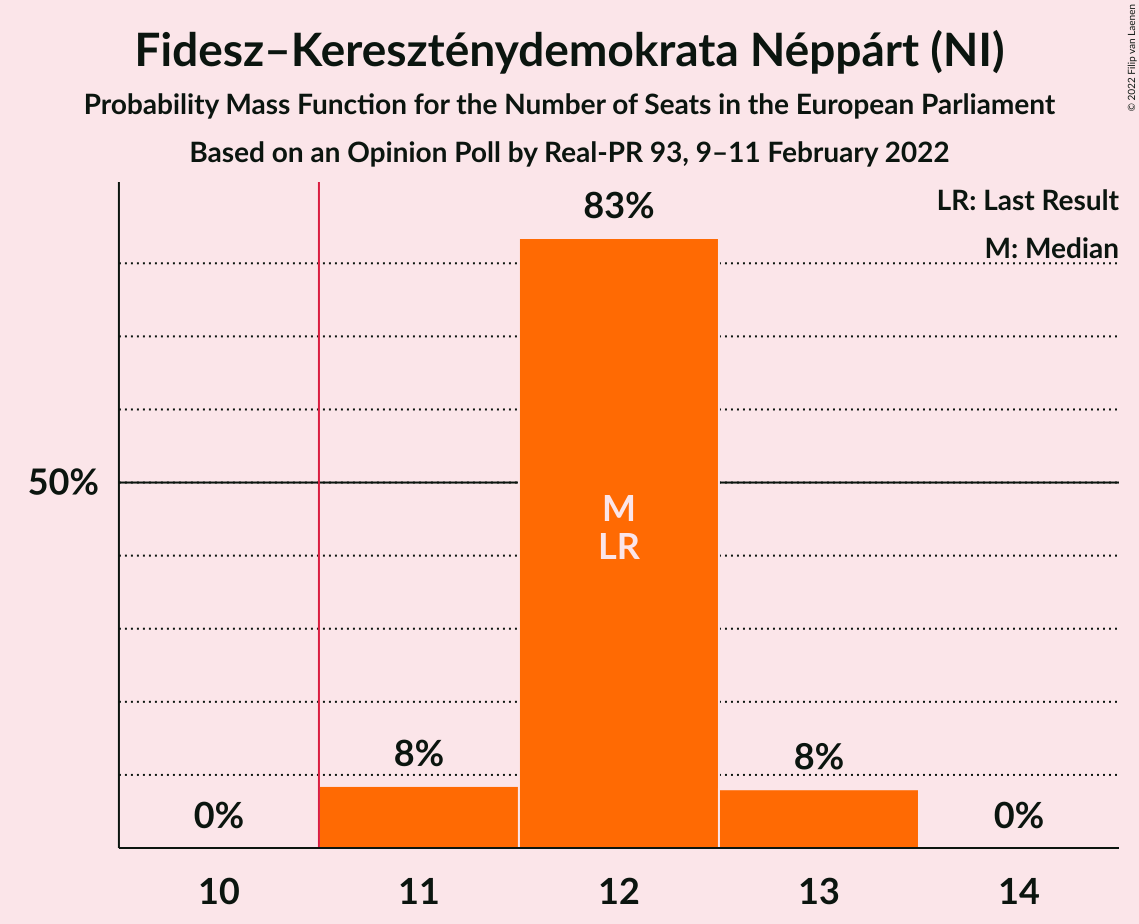 Fidesz–Kereszténydemokrata Néppárt (NI)
Probability Mass Function for the Number of Seats in the European Parliament
Based on an Opinion Poll by Real-PR 93, 9–11 February 2022
© 2022 Filip van Laenen
LR: Last Result
M: Median
83%
50%
M
LR
8%
8%
0%
0%
10
11
12
13
14